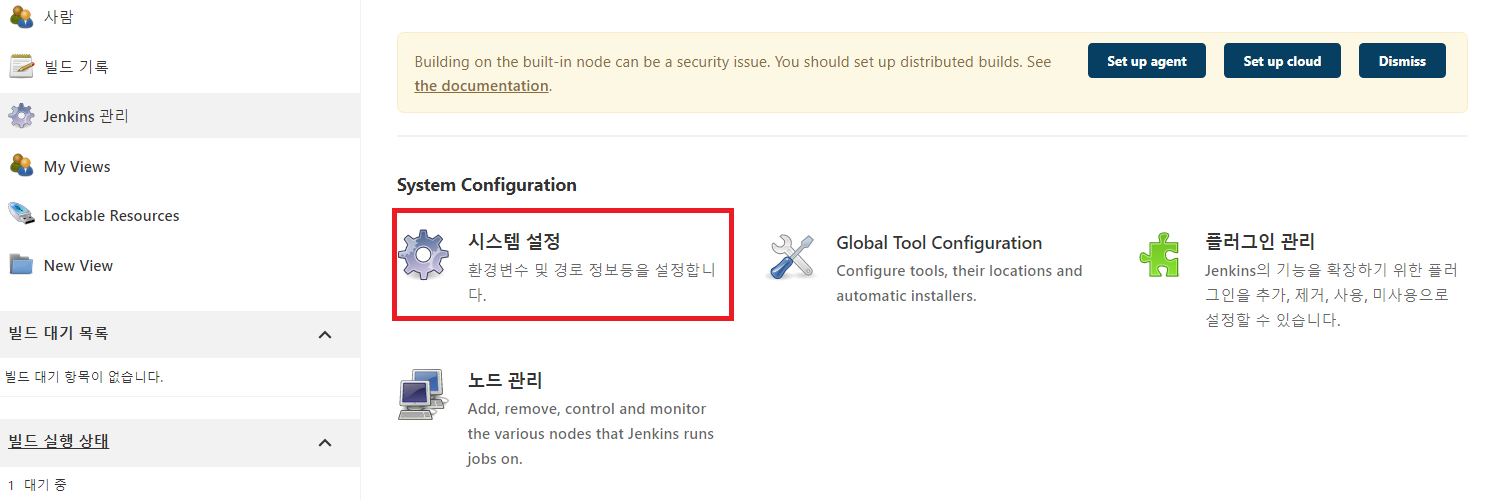 사람
빌드 기록
Jenkins 관리
My Views
Lockable Resources
New View
빌드 대기 목록
빌드 대기 항목이 없습니다.
빌드 실행 상태
1 대기 중
Building on the built-in node can be a security issue. You should set up distributed builds. See
the documentation.
Set up agent
Set up cloud
Dismiss
System Configuration
시스템 설정
환경변수 및 경로 정보등을 설정합니
다.
Global Tool Configuration
Configure tools, their locations and
automatic installers.
플러그인 관리
Jenkins의 기능을 확장하기 위한 플러
그인을 추가, 제거, 사용, 미사용으로
설정할 수 있습니다.
노드 관리
Add, remove, control and monitor
the various nodes that Jenkins runs
jobs on.